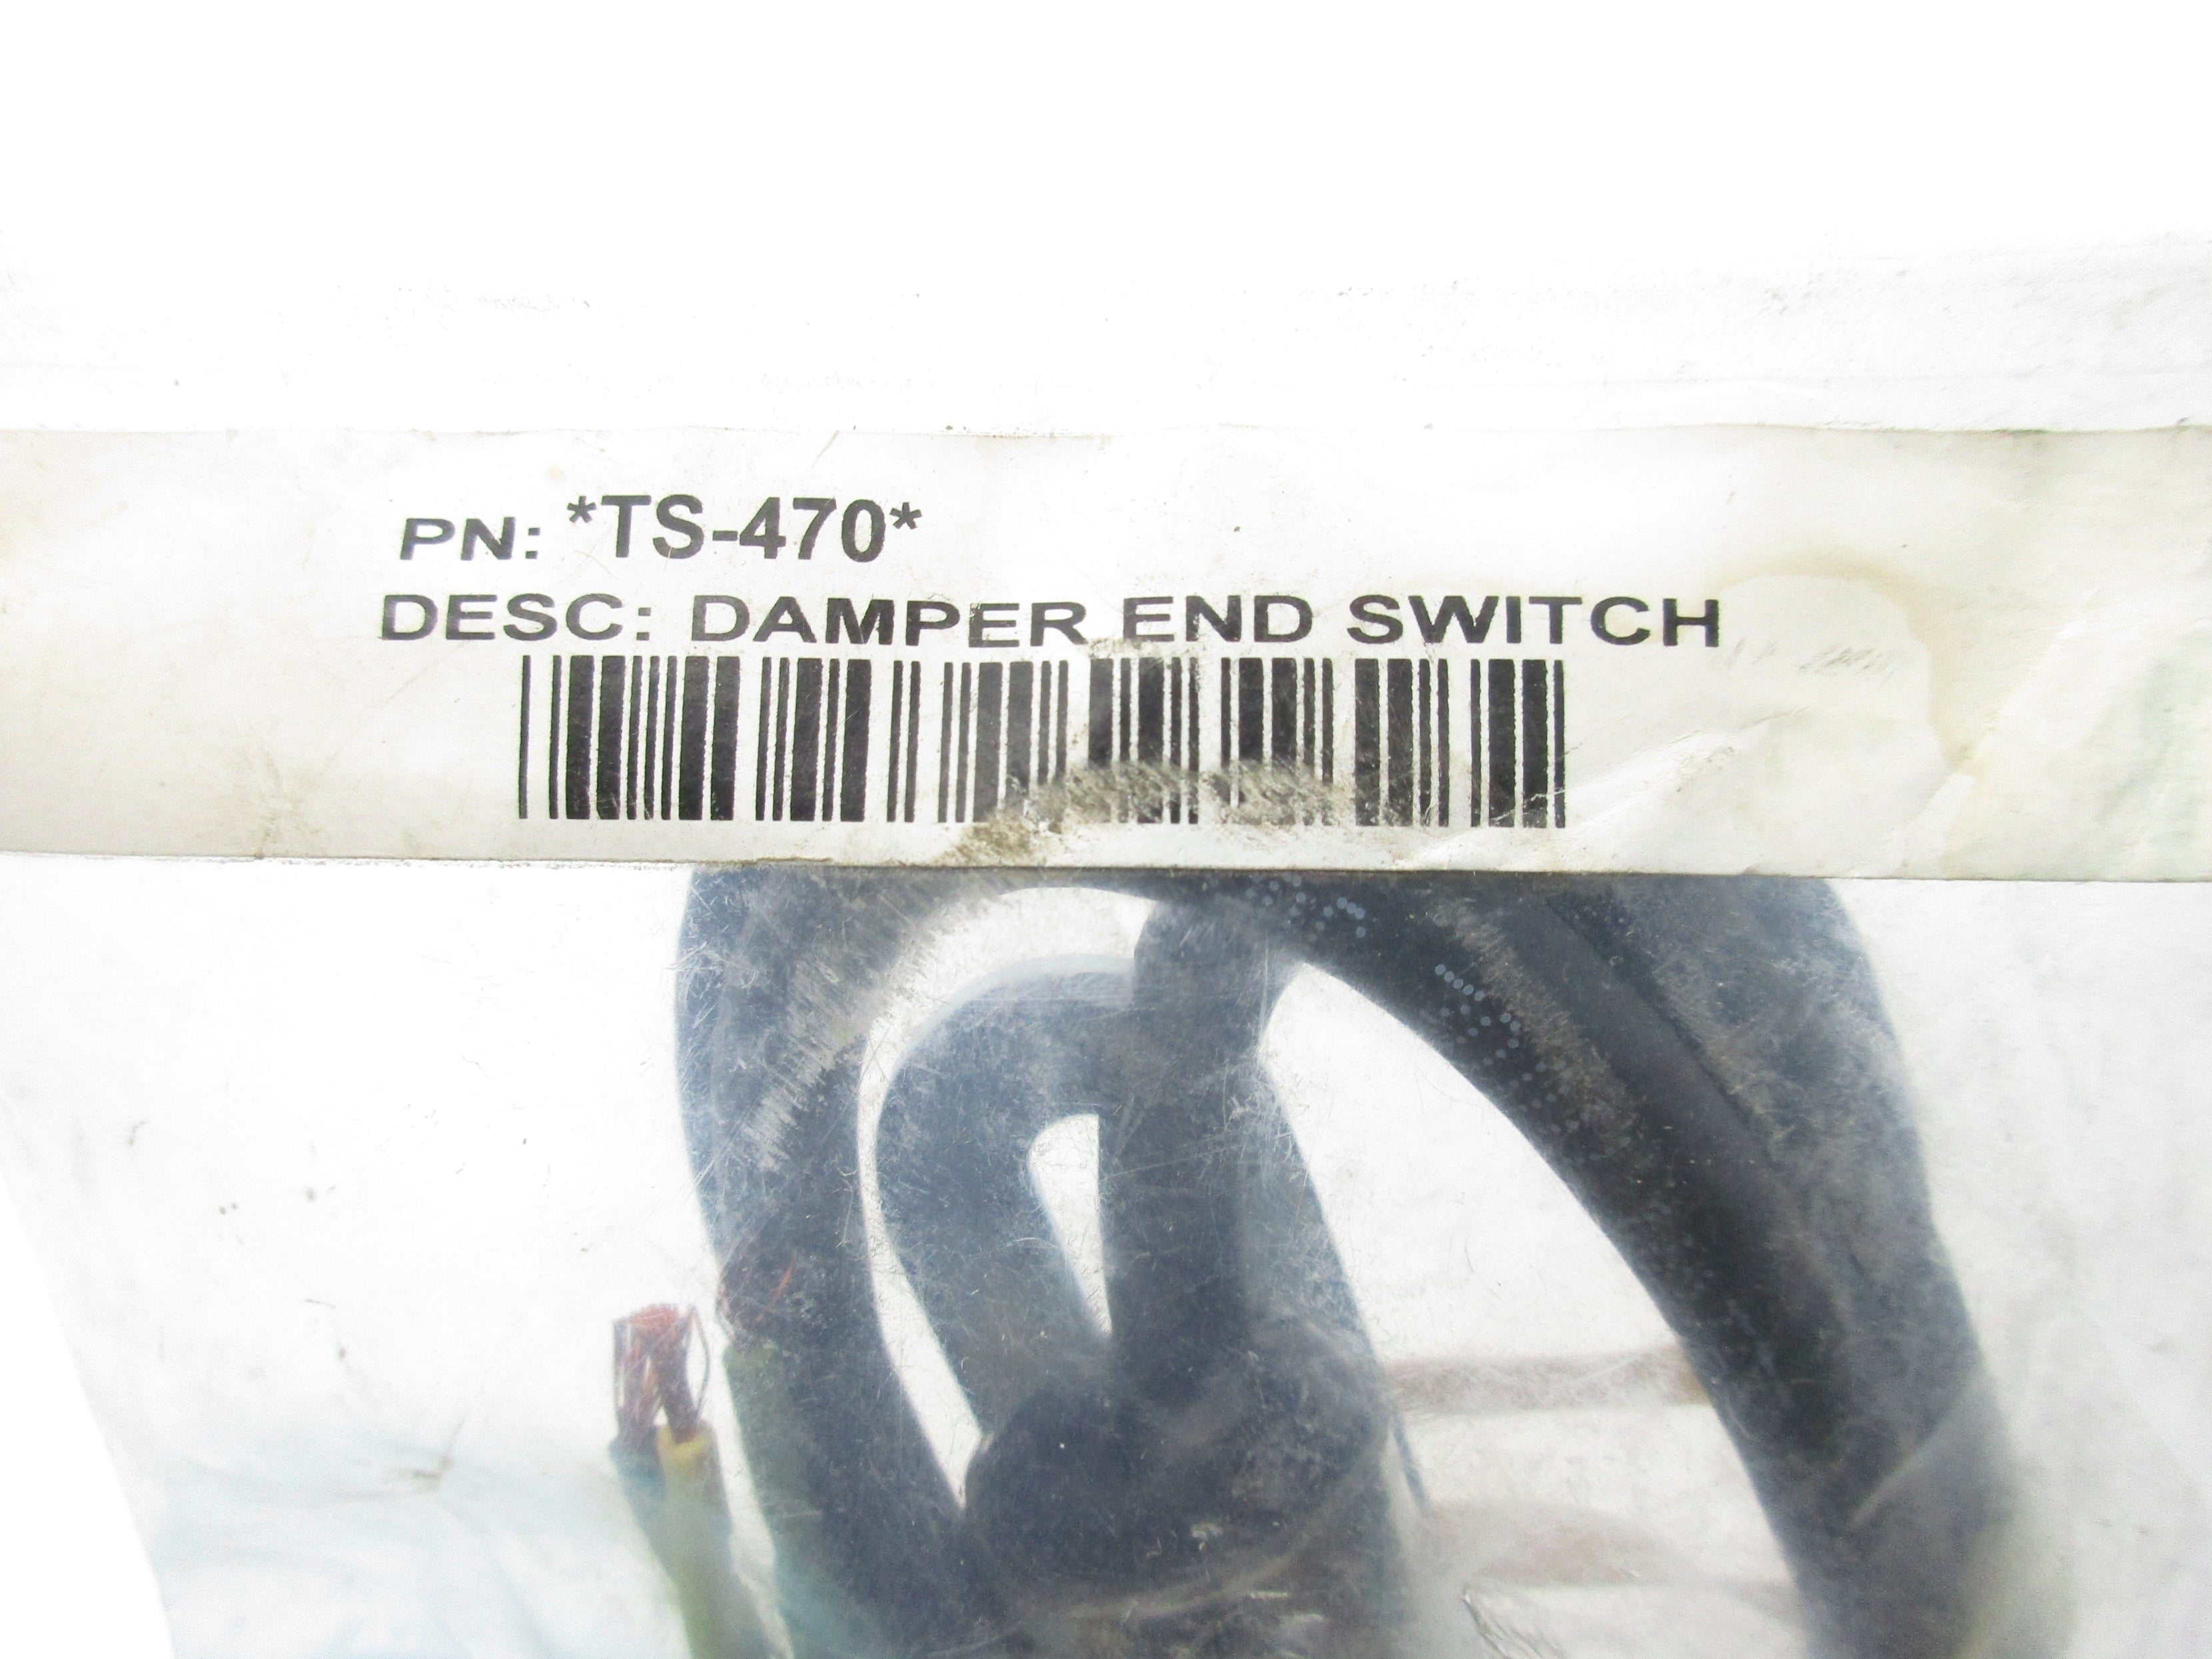 PN: *TS-470*
DESC: DAMPER END SWITCH